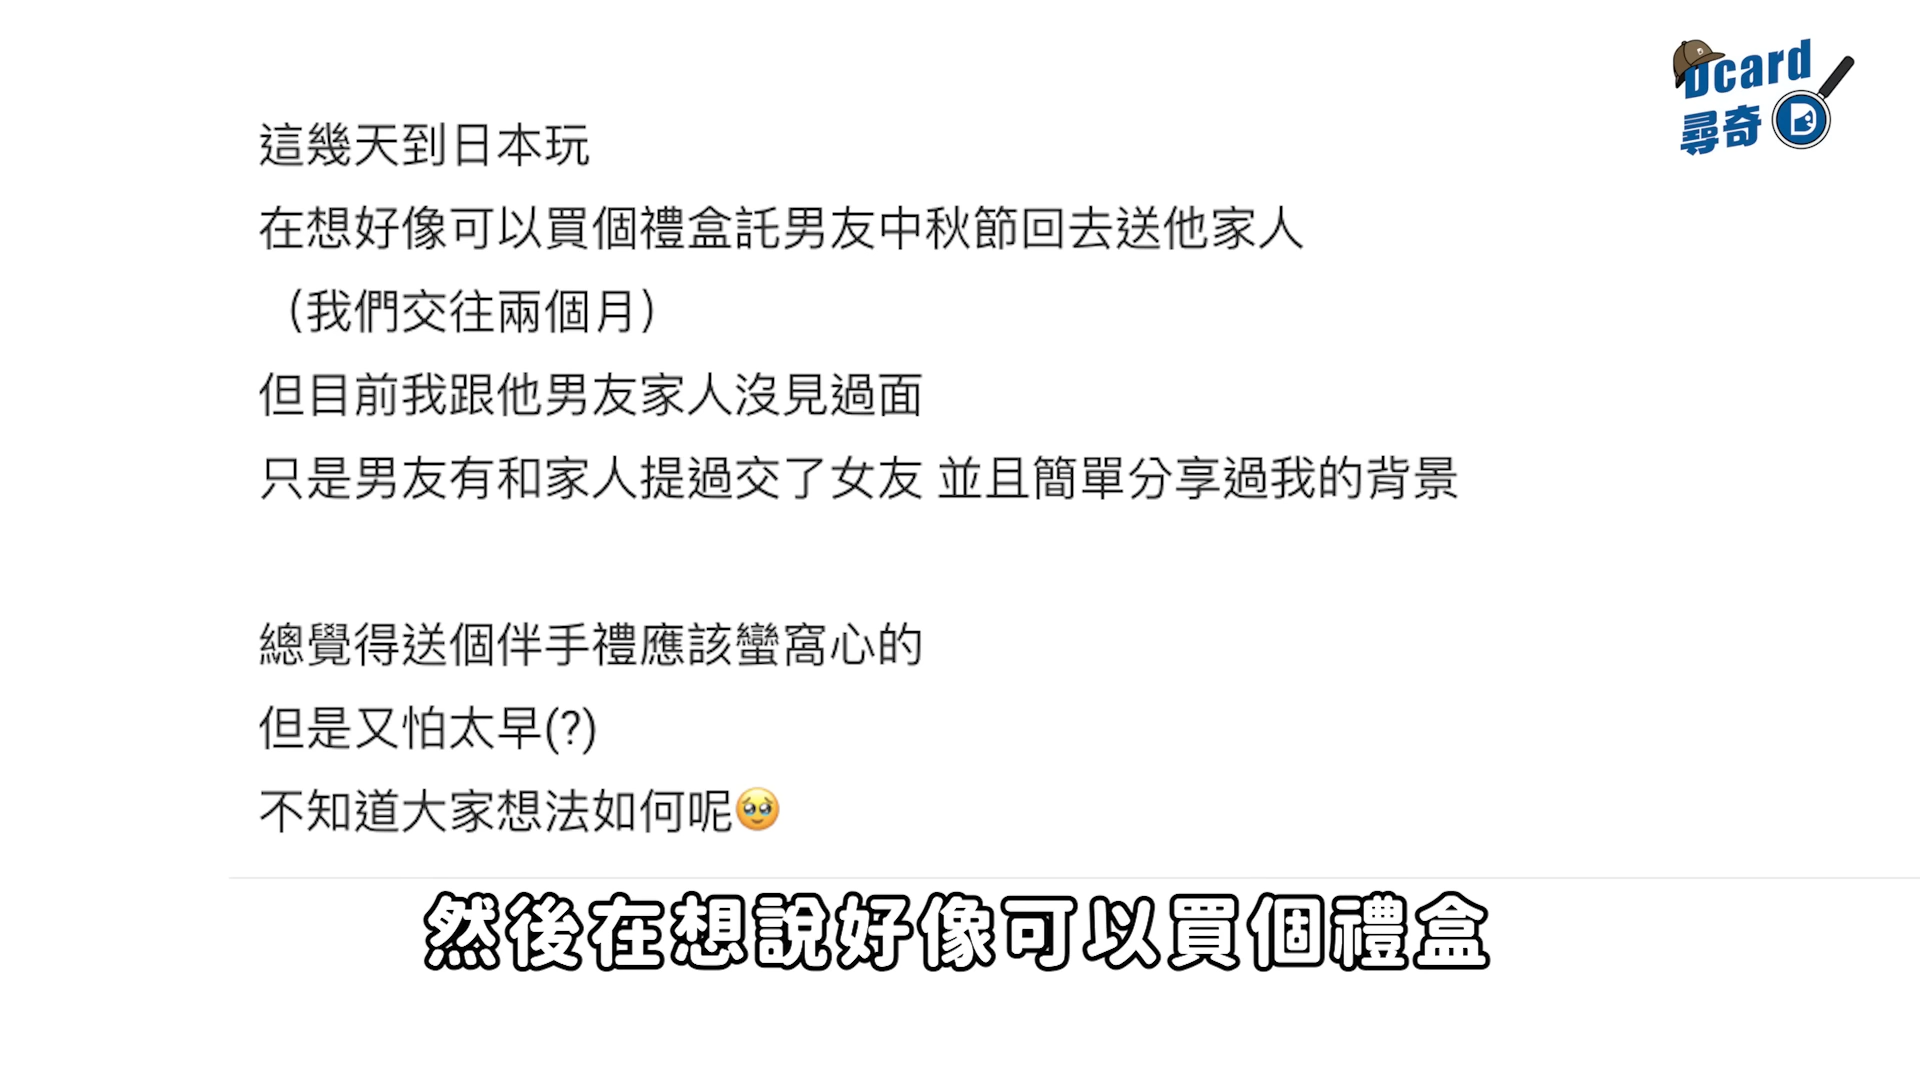 Dcard
尋奇
這幾天到日本玩
在想好像可以買個禮盒託男友中秋節回去送他家人
（我們交往兩個月）
但目前我跟他男友家人沒見過面
只是男友有和家人提過交了女友 並且簡單分享過我的背景
總覺得送個伴手禮應該蠻窩心的
但是又怕太早(?)
不知道大家想法如何呢🥹
然後在想說好像可以買個禮盒